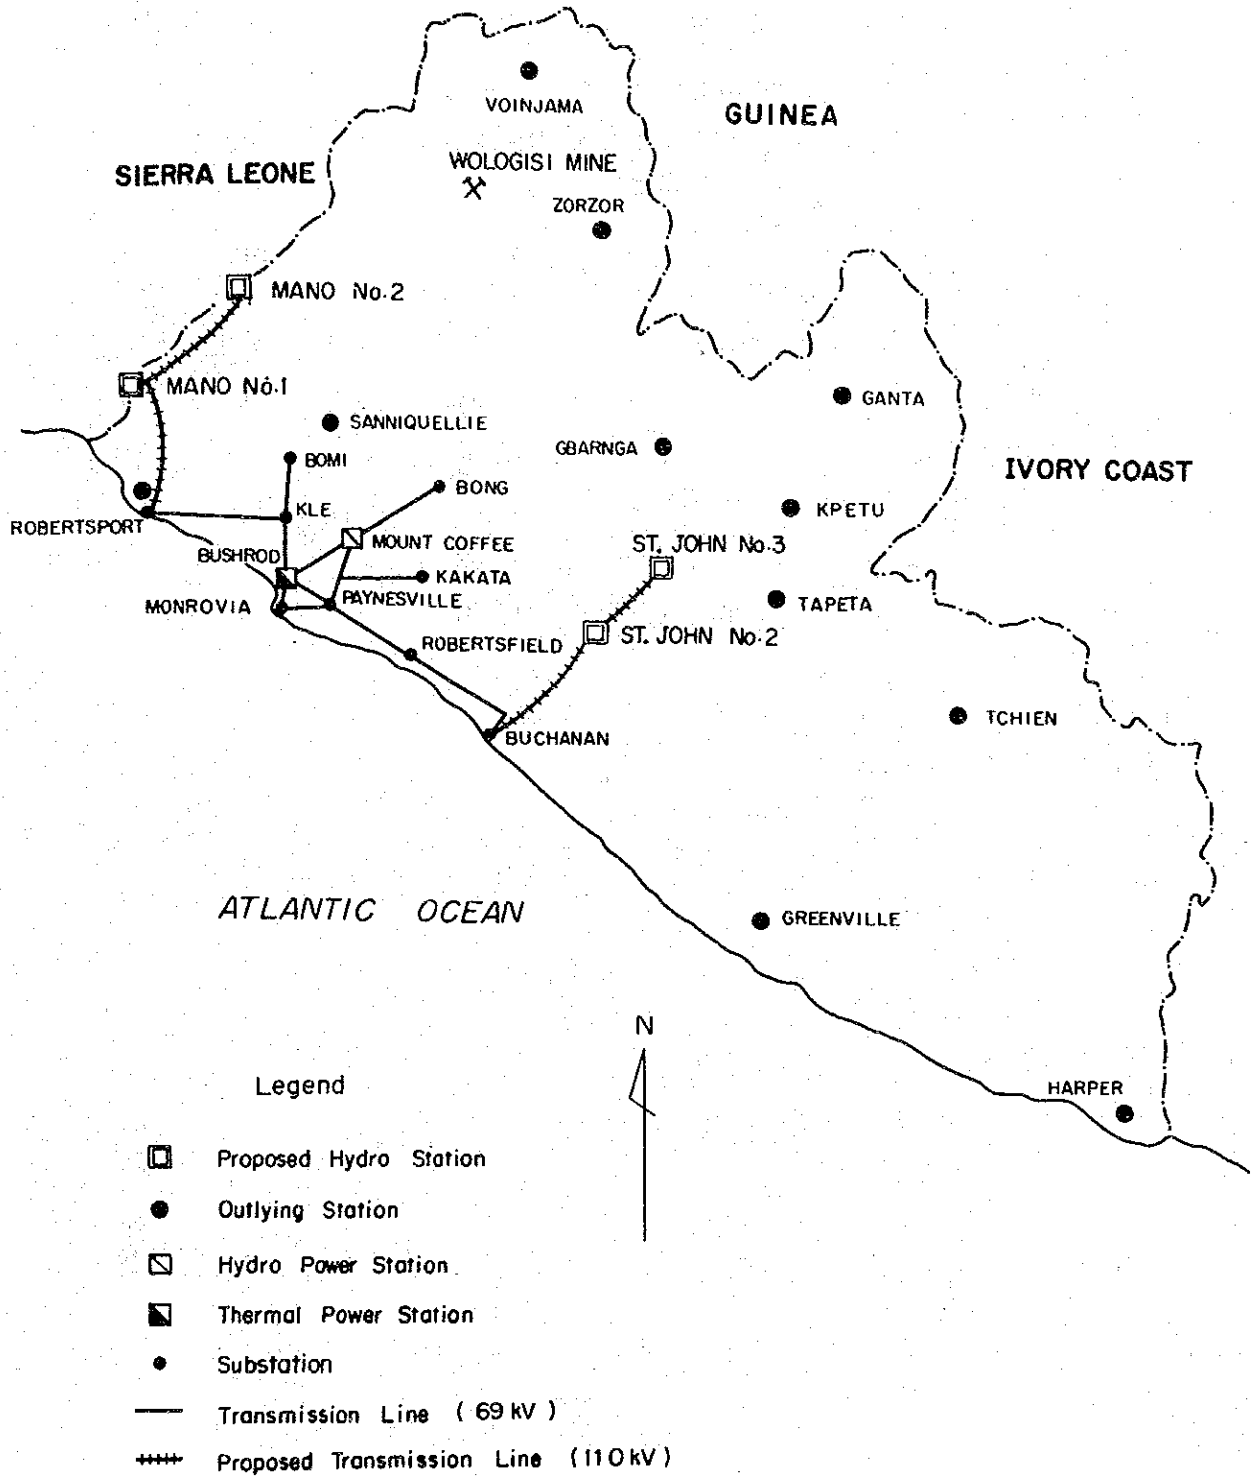 VOINJAMA
GUINEA
WOLOGISI MINE
SIERRA LEONE
ZORZOR
MANO No.2
MANO No.1
GANTA
SANNIQUELLIE
GBARNGA
BOMI
IVORY COAST
BONG
KLE
KPETU
ROBERTSPORT
MOUNT COFFEE
ST. JOHN No.3
BUSHROD
KAKATA
PAYNESVILLE
MONROVIA
TAPETA
ROBERTSFIELD
ST. JOHN No.2
TCHIEN
BUCHANAN
ATLANTIC OCEAN
GREENVILLE
N
HARPER
Legend
Proposed Hydro Station
Outlying Station
Hydro Power Station
Thermal Power Station
Substation
Transmission Line (69 kV)
Proposed Transmission Line (110 kV)